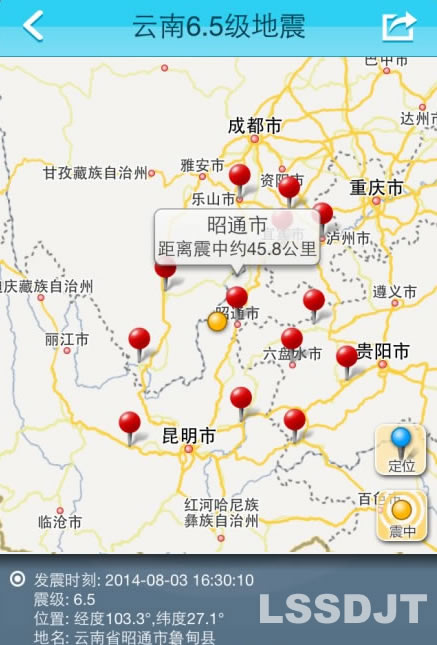 云南6.5级地震
巴中市
达州市
成都市
雅安市
甘孜藏族自治州
资阳市
乐山市
重庆市
昭通市
距离震中约45.8公里
泸州市
遵义市
昭通市
丽江市
六盘水市
贵阳市
昆明市
定位
百色市
红河哈尼族
彝族自治州
临沧市
震中
发震时刻: 2014-08-03 16:30:10
震级: 6.5
位置: 经度103.3°,纬度27.1°
地名: 云南省昭通市鲁甸县
LSSDJT